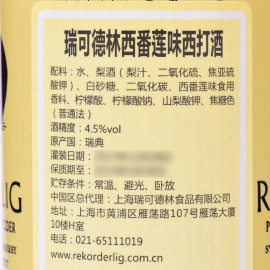 瑞可德林西番莲味西打酒
配料：水、梨酒（梨汁、二氧化硫、焦亚硫
酸钾）、白砂糖、二氧化碳、西番莲味食用
香料、柠檬酸、柠檬酸钠、山梨酸钾、焦糖色
（普通法）
酒精度：4.5%vol
原产国：瑞典
灌装日期：
保质期至：
贮存条件：常温、避光、卧放
中国区总代理：上海瑞可德林食品有限公司
地址：上海市黄浦区雁荡路107号雁荡大厦
10楼H室
电话：021-65111019
www.rekorderlig.com.cn
LIG
CIDER
R